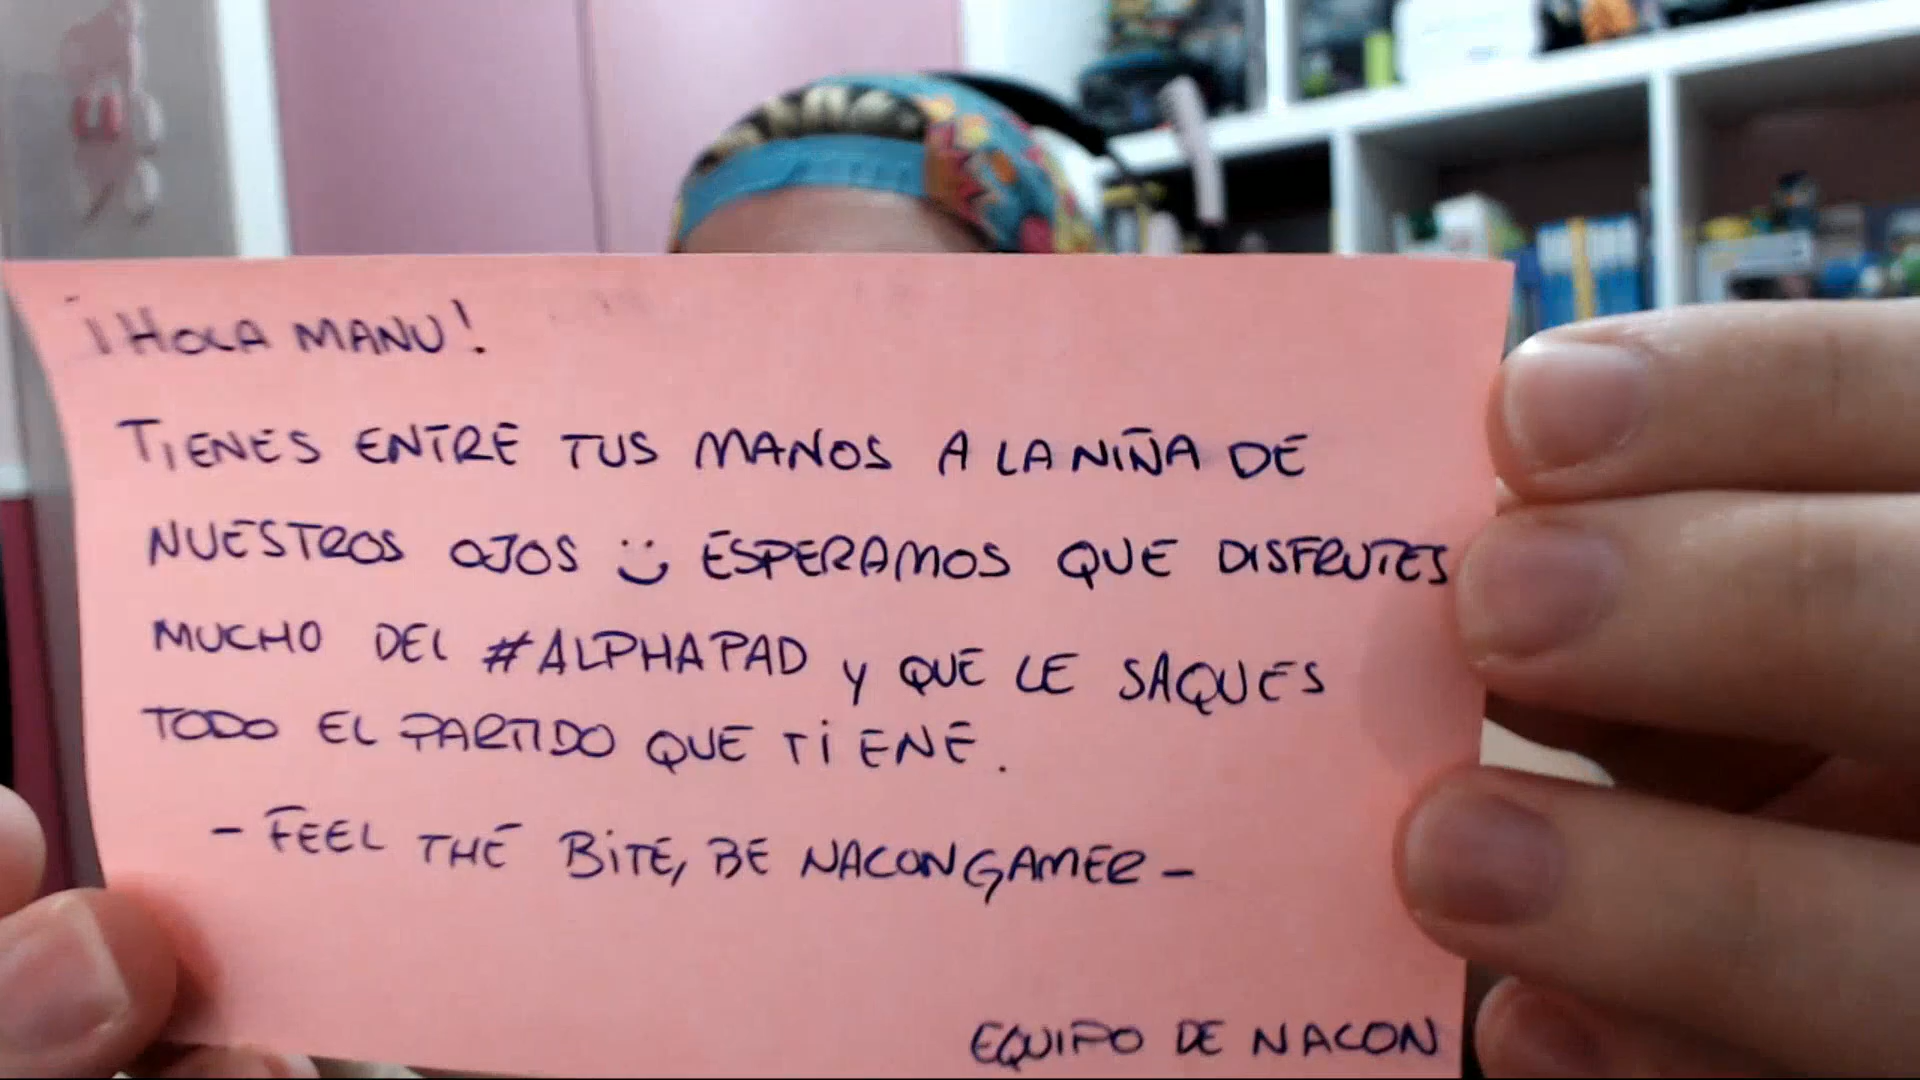 ¡HOLA MANU!
TIENES ENTRE TUS MANOS A LA NIÑA DE
NUESTROS OJOS :) ESPERAMOS QUE DISFRUTES
MUCHO DEL #ALPHAPAD Y QUE LE SAQUES
TODO EL PARTIDO QUE TIENE.
- FEEL THE BITE, BE NACONGAMER -
EQUIPO DE NACON